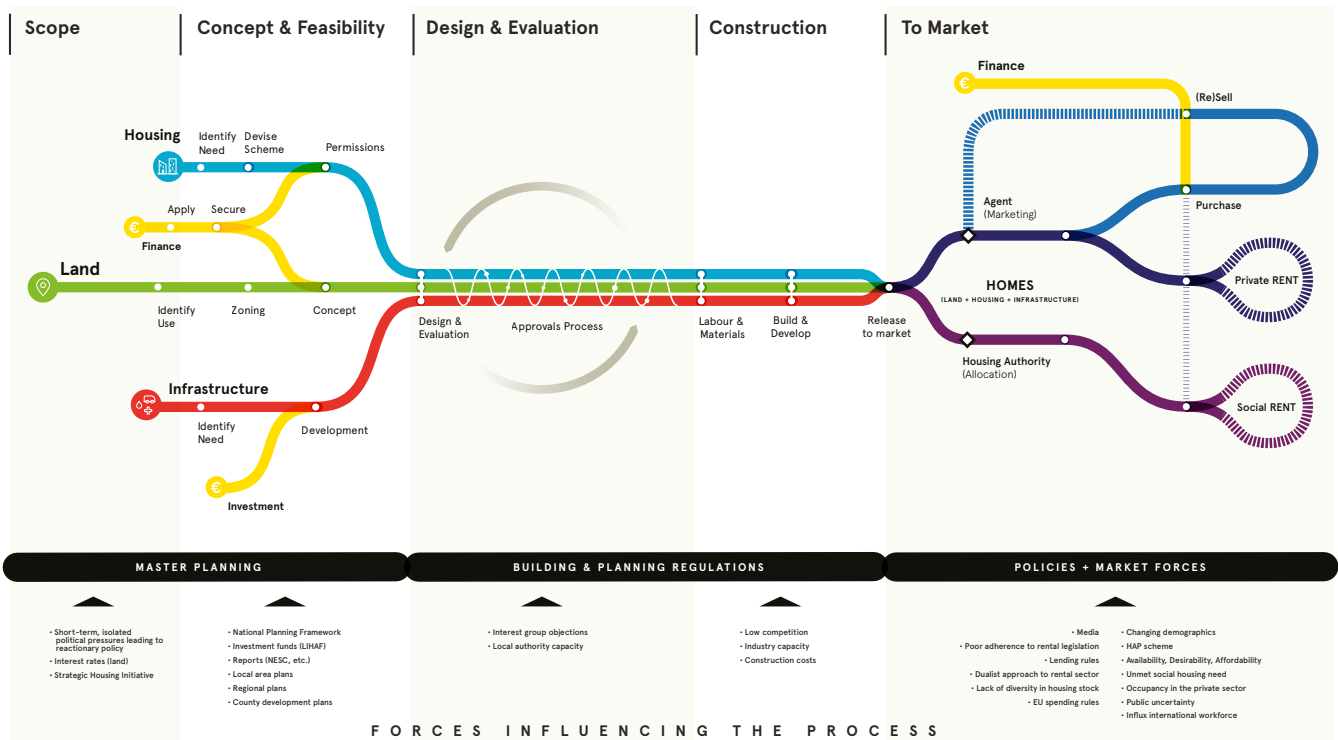 Scope
Concept & Feasibility
Design & Evaluation
Construction
To Market
Housing
Identify
Need
Devise
Scheme
Permissions
Apply
Secure
€
Finance
Land
Identify
Use
Zoning
Concept
Infrastructure
Identify
Need
Development
€
Investment
Design &
Evaluation
Approvals Process
Labour &
Materials
Build &
Develop
Release
to market
€
Finance
(Re)Sell
Agent
(Marketing)
Purchase
HOMES
(LAND + HOUSING + INFRASTRUCTURE)
Private RENT
Housing Authority
(Allocation)
Social RENT
MASTER PLANNING
BUILDING & PLANNING REGULATIONS
POLICIES + MARKET FORCES
• Short-term, isolated
political pressures leading to
reactionary policy
• Interest rates (land)
• Strategic Housing Initiative
• National Planning Framework
• Investment funds (LIHAF)
• Reports (NESC, etc.)
• Local area plans
• Regional plans
• County development plans
• Interest group objections
• Local authority capacity
• Low competition
• Industry capacity
• Construction costs
• Media
• Poor adherence to rental legislation
• Lending rules
• Dualist approach to rental sector
• Lack of diversity in housing stock
• EU spending rules
• Changing demographics
• HAP scheme
• Availability, Desirability, Affordability
• Unmet social housing need
• Occupancy in the private sector
• Public uncertainty
• Influx international workforce
FORCES INFLUENCING THE PROCESS